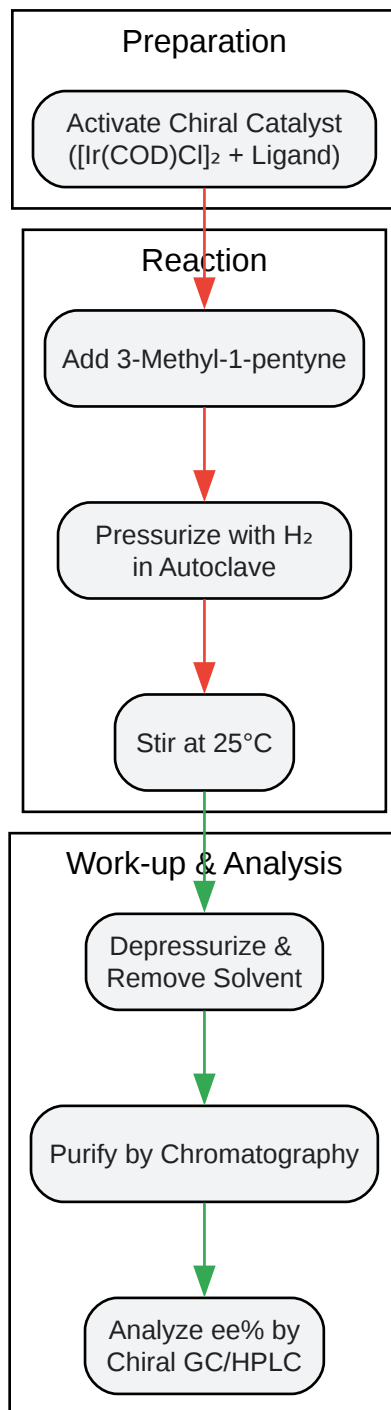 Preparation
Activate Chiral Catalyst
([Ir(COD)Cl]₂ + Ligand)
Reaction
Add 3-Methyl-1-pentyne
Pressurize with H₂
in Autoclave
Stir at 25°C
Work-up & Analysis
Depressurize &
Remove Solvent
Purify by Chromatography
Analyze ee% by
Chiral GC/HPLC